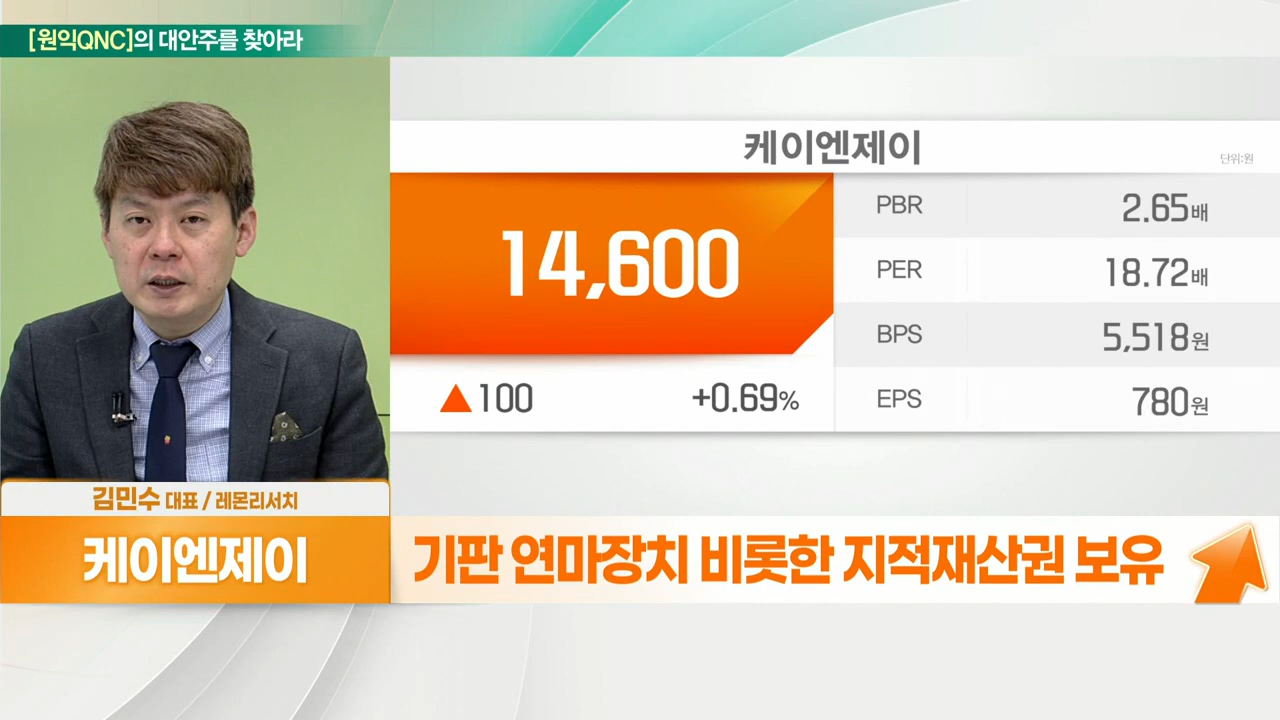 [원익QNC]의 대안주를 찾아라
케이엔제이
단위:원
14,600
▲100 +0.69%
PBR 2.65배
PER 18.72배
BPS 5,518원
EPS 780원
김민수 대표 / 레몬리서치
케이엔제이
기판 연마장치 비롯한 지적재산권 보유